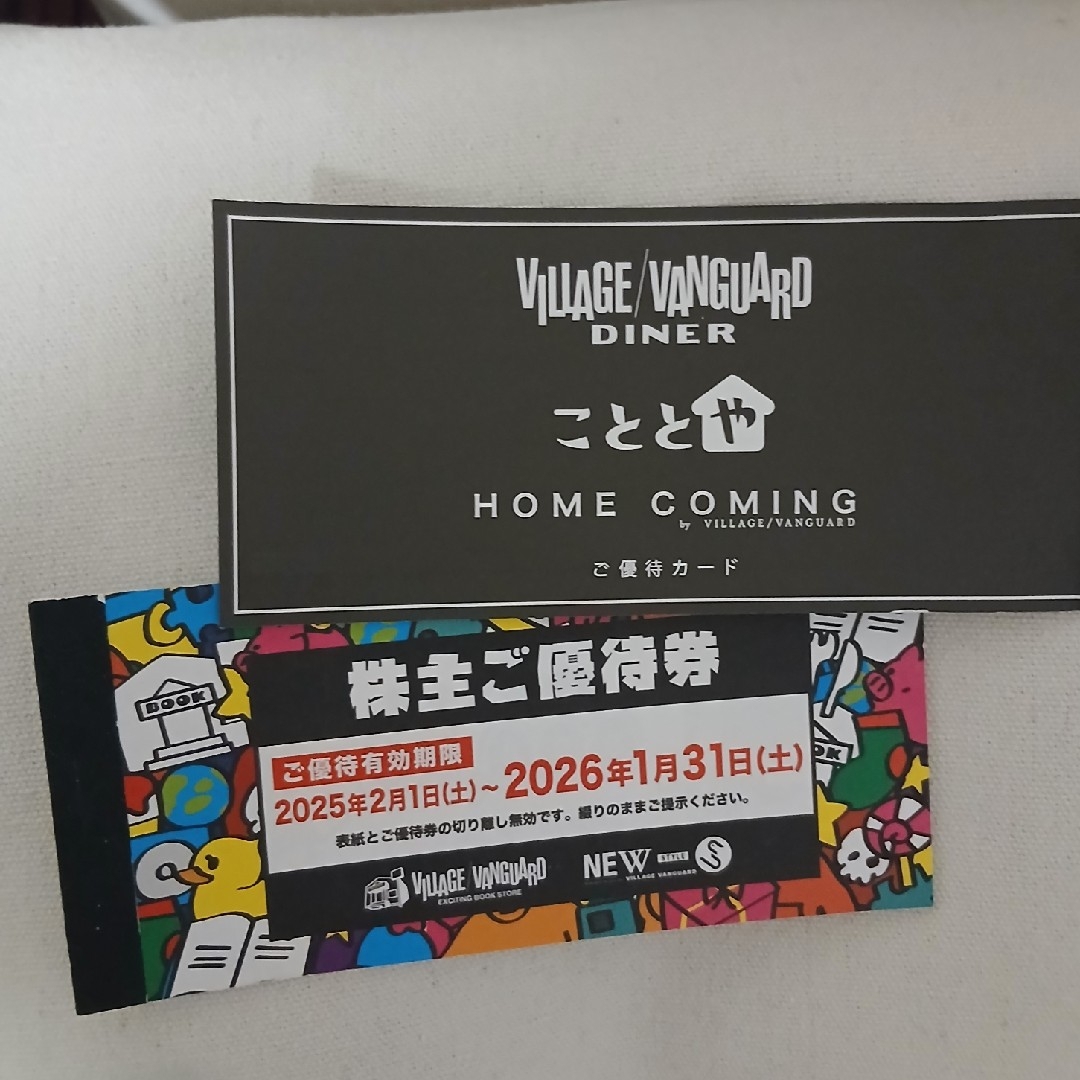 VILLAGE/VANGUARD
DINER
こととや
HOME COMING
by VILLAGE/VANGUARD
ご優待カード
株主ご優待券
BOOK
ご優待有効期限
2025年2月1日(土)～2026年1月31日(土)
表紙とご優待券の切り離し無効です。綴りのままご提示ください。
VILLAGE/VANGUARD
EXCITING BOOK STORE
NEW STYLE
VILLAGE VANGUARD